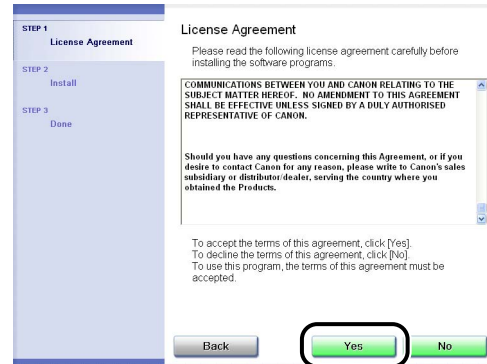 STEP 1
License Agreement
STEP 2
Install
STEP 3
Done
License Agreement
Please read the following license agreement carefully before
installing the software programs.
COMMUNICATIONS BETWEEN YOU AND CANON RELATING TO THE
SUBJECT MATTER HEREOF. NO AMENDMENT TO THIS AGREEMENT
SHALL BE EFFECTIVE UNLESS SIGNED BY A DULY AUTHORISED
REPRESENTATIVE OF CANON.
Should you have any questions concerning this Agreement, or if you
desire to contact Canon for any reason, please write to Canon's sales
subsidiary or distributor/dealer, serving the country where you
obtained the Products.
To accept the terms of this agreement, click [Yes].
To decline the terms of this agreement, click [No].
To use this program, the terms of this agreement must be
accepted.
Back
Yes
No